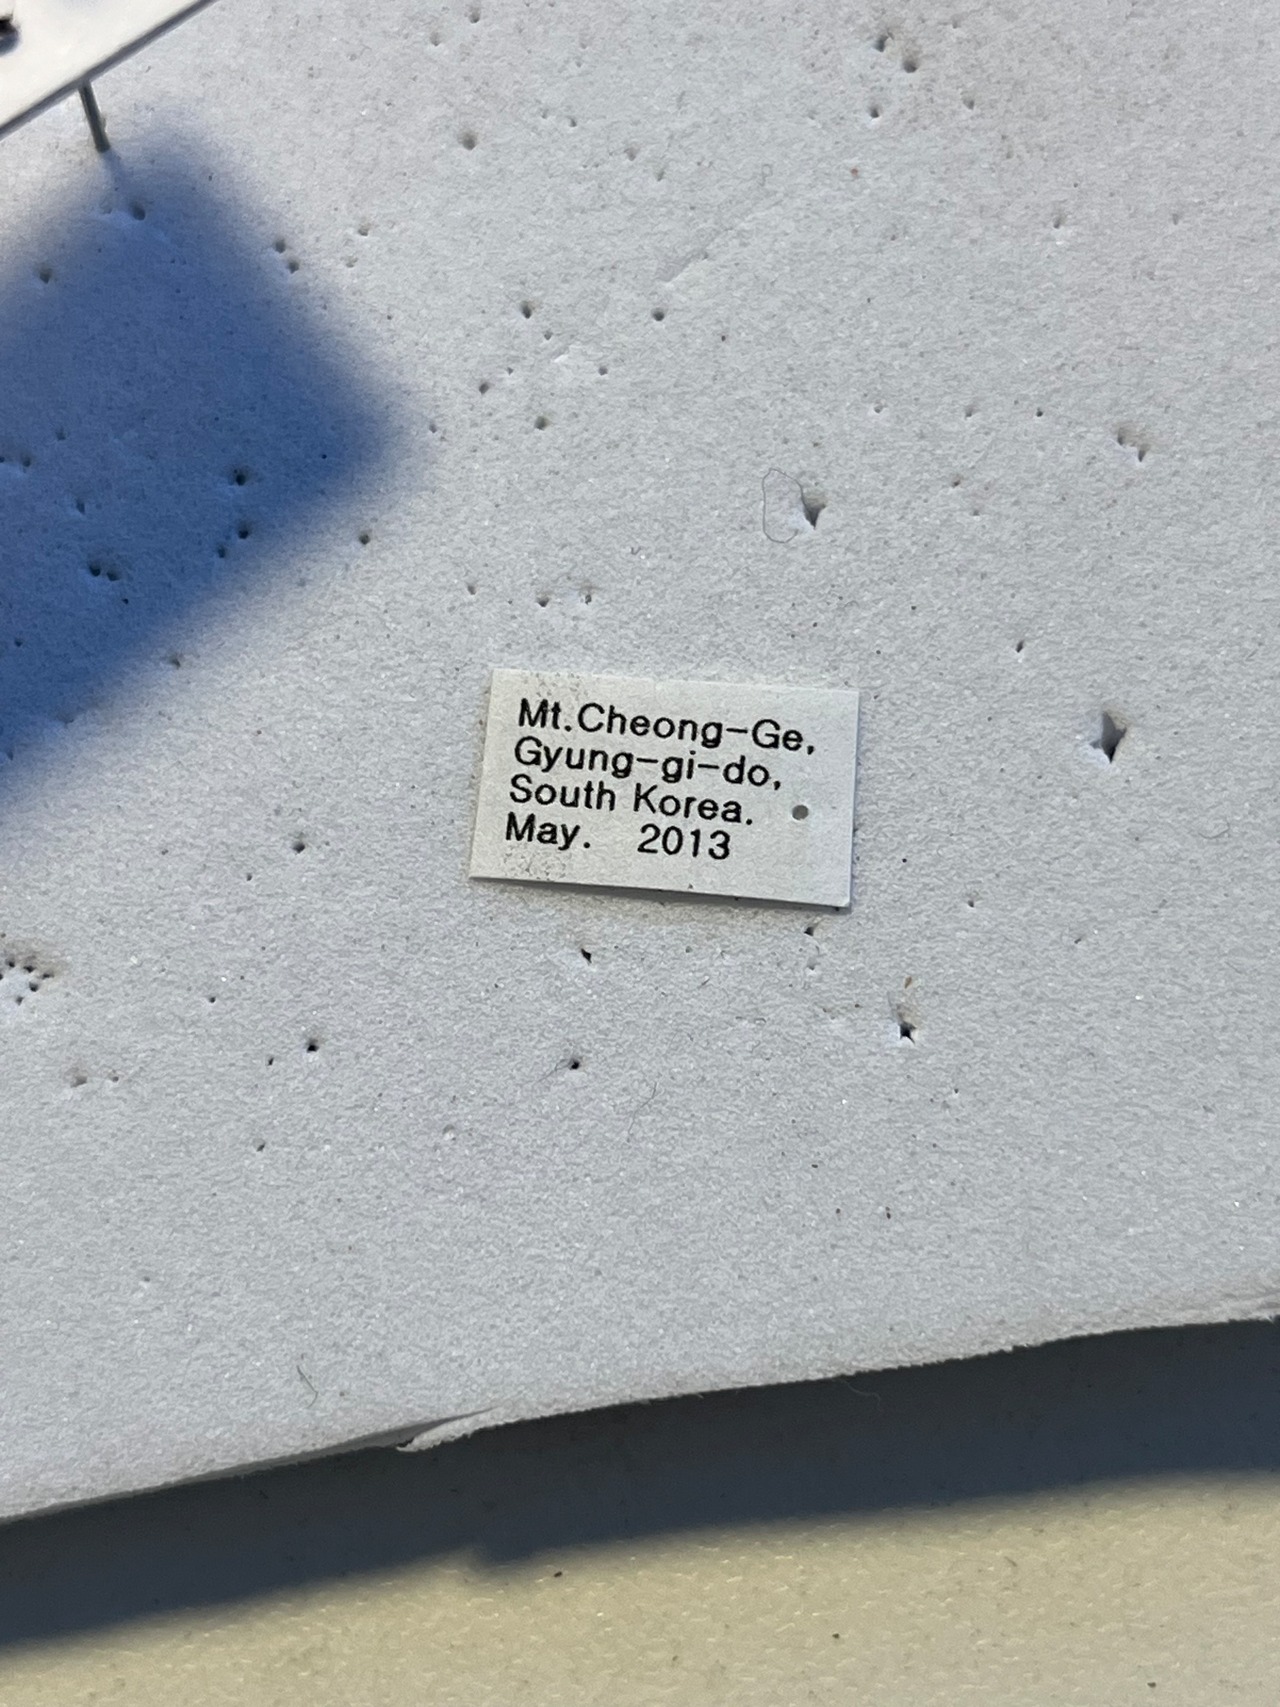 Mt.Cheong-Ge,
Gyung-gi-do,
South Korea.
May. 2013